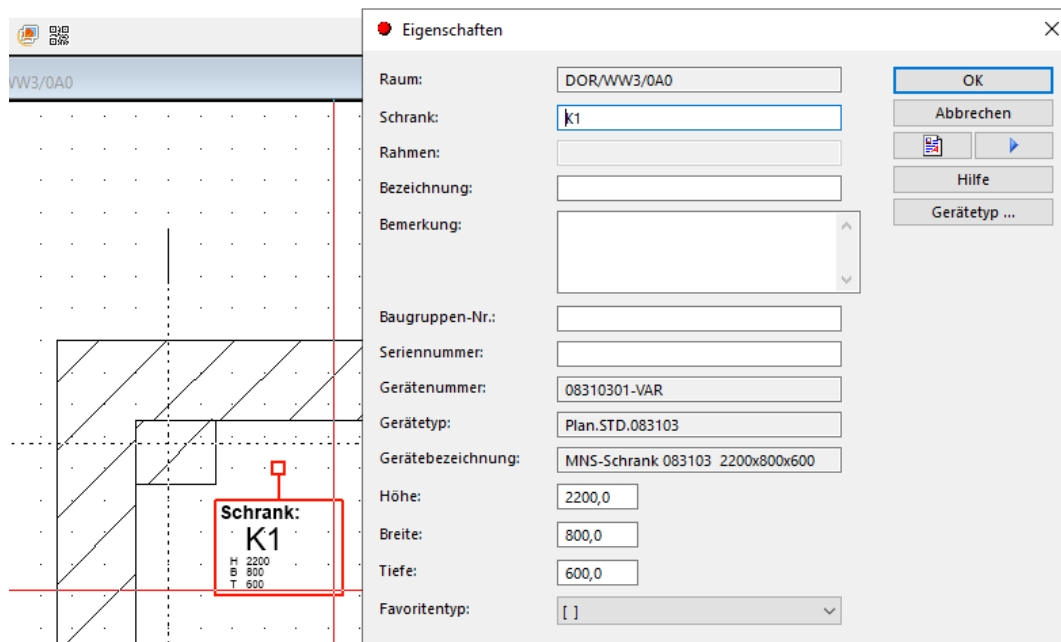 Eigenschaften
WW3/0A0
Raum: DOR/WW3/0A0
OK
Schrank: K1
Abbrechen
Rahmen:
Bezeichnung:
Hilfe
Bemerkung:
Gerätetyp ...
Baugruppen-Nr.:
Seriennummer:
Gerätenummer: 08310301-VAR
Gerätetyp: Plan.STD.083103
Gerätebezeichnung: MNS-Schrank 083103 2200x800x600
Höhe: 2200,0
Breite: 800,0
Tiefe: 600,0
Favoritentyp: [ ]
Schrank:
K1
H 2200
B 800
T 600